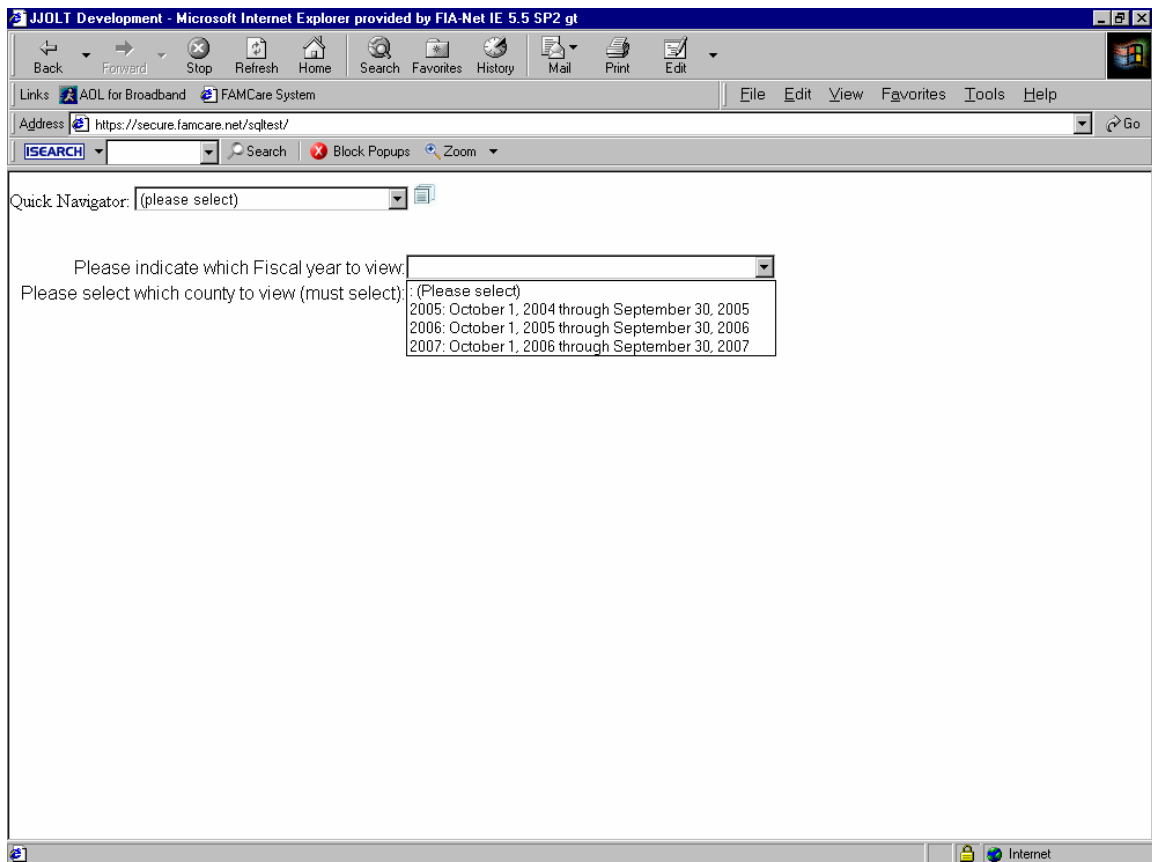 JJOLT Development - Microsoft Internet Explorer provided by FIA-Net IE 5.5 SP2 gt
Back Forward Stop Refresh Home Search Favorites History Mail Print Edit
Links AOL for Broadband FAMCare System File Edit View Favorites Tools Help
Address https://secure.famcare.net/sqltest/ Go
ISEARCH Search Block Popups Zoom
Quick Navigator: (please select)
Please indicate which Fiscal year to view:
Please select which county to view (must select): : (Please select)
2005: October 1, 2004 through September 30, 2005
2006: October 1, 2005 through September 30, 2006
2007: October 1, 2006 through September 30, 2007
Internet